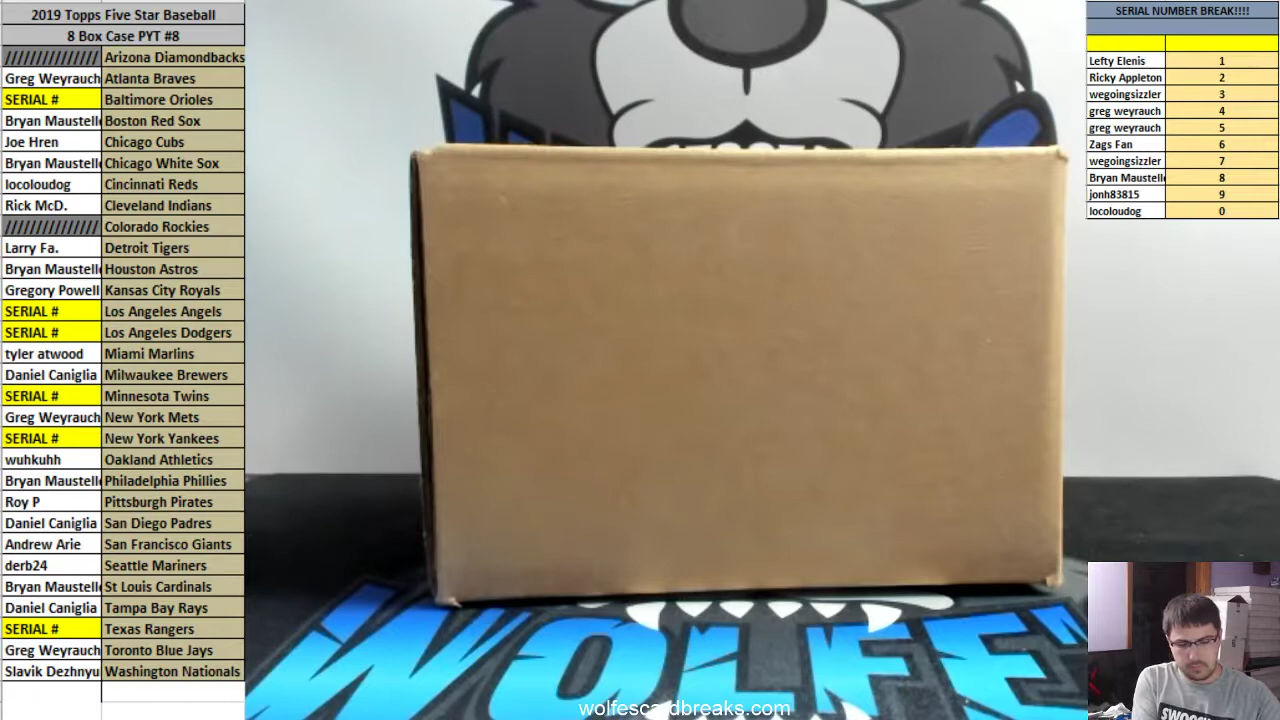 2019 Topps Five Star Baseball
8 Box Case PYT #8
/////////////// Arizona Diamondbacks
Greg Weyrauch Atlanta Braves
SERIAL # Baltimore Orioles
Bryan Maustelle Boston Red Sox
Joe Hren Chicago Cubs
Bryan Maustelle Chicago White Sox
locoloudog Cincinnati Reds
Rick McD. Cleveland Indians
/////////////// Colorado Rockies
Larry Fa. Detroit Tigers
Bryan Maustelle Houston Astros
Gregory Powell Kansas City Royals
SERIAL # Los Angeles Angels
SERIAL # Los Angeles Dodgers
tyler atwood Miami Marlins
Daniel Caniglia Milwaukee Brewers
SERIAL # Minnesota Twins
Greg Weyrauch New York Mets
SERIAL # New York Yankees
wuhkuhh Oakland Athletics
Bryan Maustelle Philadelphia Phillies
Roy P Pittsburgh Pirates
Daniel Caniglia San Diego Padres
Andrew Arie San Francisco Giants
derb24 Seattle Mariners
Bryan Maustelle St Louis Cardinals
Daniel Caniglia Tampa Bay Rays
SERIAL # Texas Rangers
Greg Weyrauch Toronto Blue Jays
Slavik Dezhnyu Washington Nationals
SERIAL NUMBER BREAK!!!!
Lefty Elenis 1
Ricky Appleton 2
wegoingsizzler 3
greg weyrauch 4
greg weyrauch 5
Zags Fan 6
wegoingsizzler 7
Bryan Maustelle 8
jonh83815 9
locoloudog 0
WOLFE"
wolfescardbreaks.com